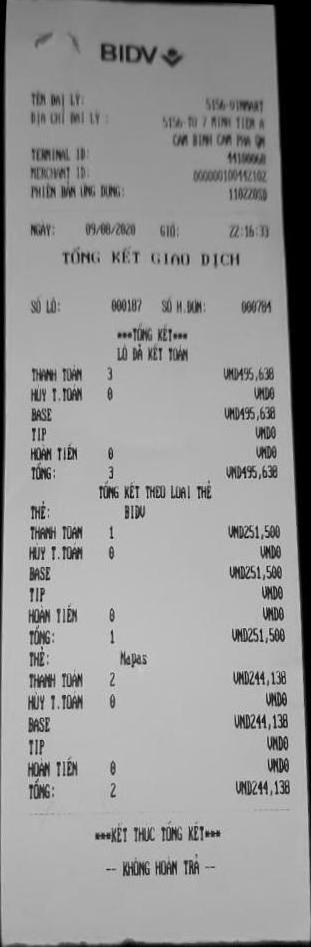 BIDV
TÊN ĐẠI LÝ: 5156-VINMART
ĐỊA CHỈ ĐẠI LÝ : 5156-TO 7 MINH TIEN A
CAM BINH CAM PHA QN
TERMINAL ID: 44100060
MERCHANT ID: 000000100442102
PHIÊN BẢN ỨNG DỤNG:
NGÀY: 09/08/2020 GIỜ: 22:16:33
TỔNG KẾT GIAO DỊCH
SỐ LÔ: 000187 SỐ H.ĐƠN: 000784
***TỔNG KẾT***
LÔ ĐÃ KẾT TOÁN
THANH TOÁN 3 VND495,638
HỦY T.TOÁN 0 VND0
BASE VND495,638
TIP VND0
HOÀN TIỀN 0 VND0
TỔNG: 3 VND495,638
TỔNG KẾT THEO LOẠI THẺ
THẺ: BIDV
THANH TOÁN 1 VND251,500
HỦY T.TOÁN 0 VND0
BASE VND251,500
TIP VND0
HOÀN TIỀN 0 VND0
TỔNG: 1 VND251,500
THẺ: Napas
THANH TOÁN 2 VND244,138
HỦY T.TOÁN 0 VND0
BASE VND244,138
TIP VND0
HOÀN TIỀN 0 VND0
TỔNG: 2 VND244,138
***KẾT THÚC TỔNG KẾT***
-- KHÔNG HOÀN TRẢ --